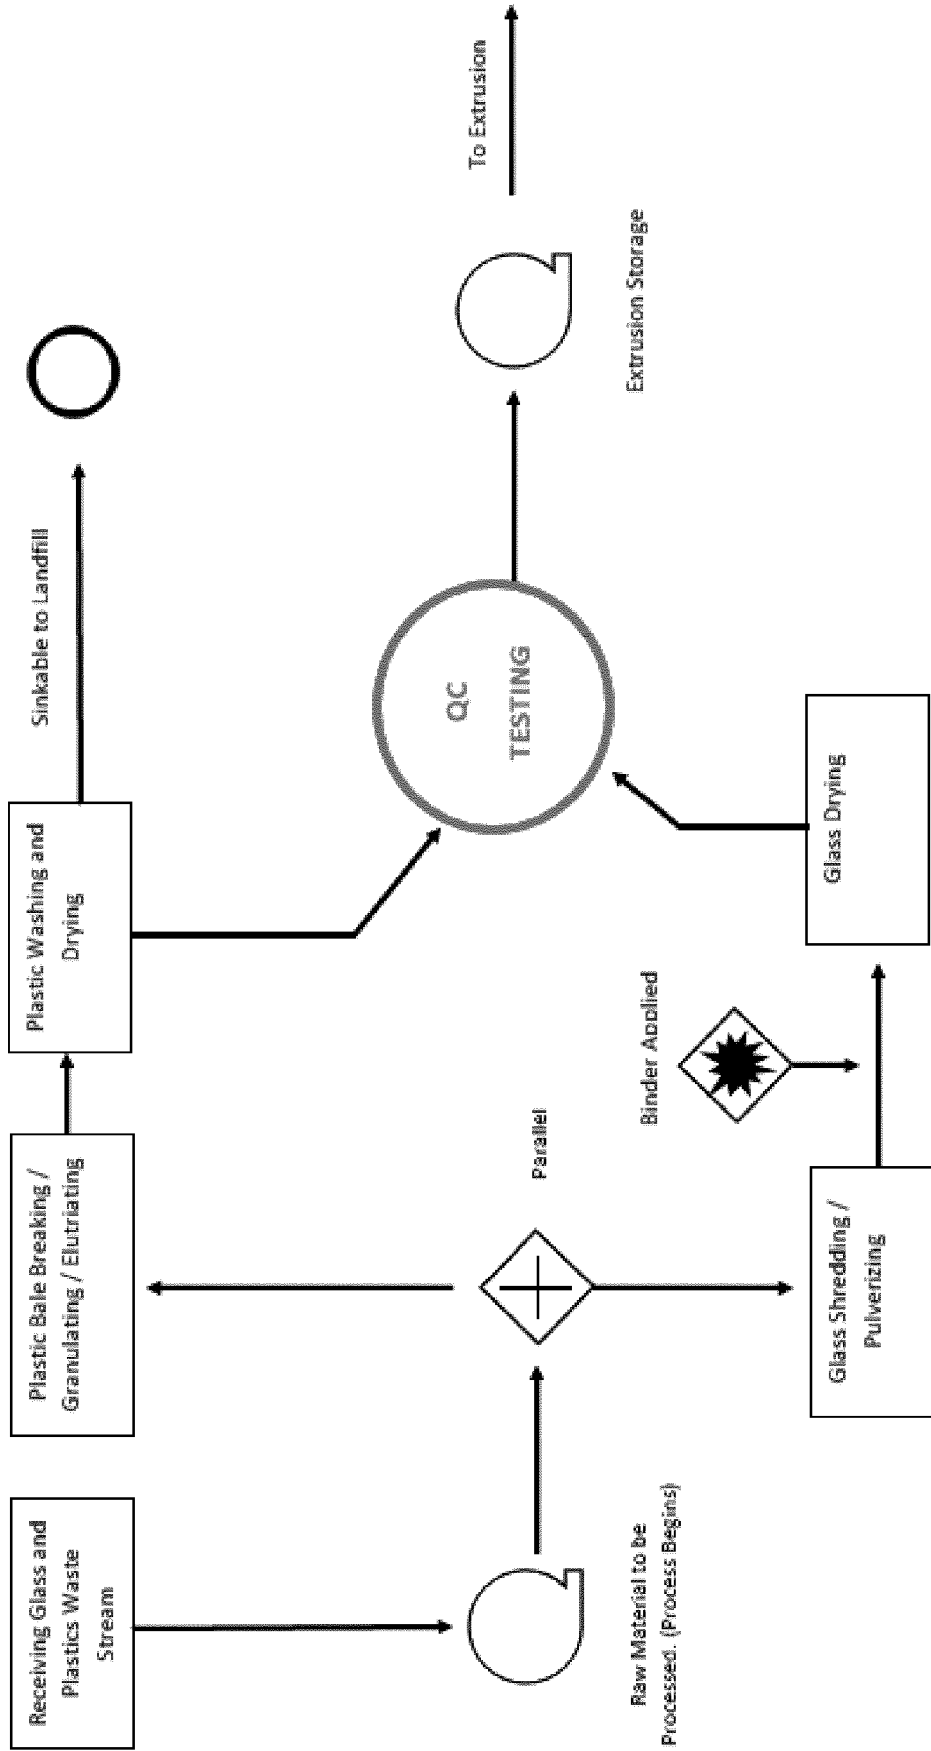 Receiving Glass and
Plastics Waste
Stream
Plastic Bale Breaking /
Granulating / Elutriating
Plastic Washing and
Drying
Sinkable to Landfill
Raw Material to be
Processed. (Process Begins)
Parallel
QC
TESTING
Extrusion Storage
To Extrusion
Glass Shredding /
Pulverizing
Binder Applied
Glass Drying